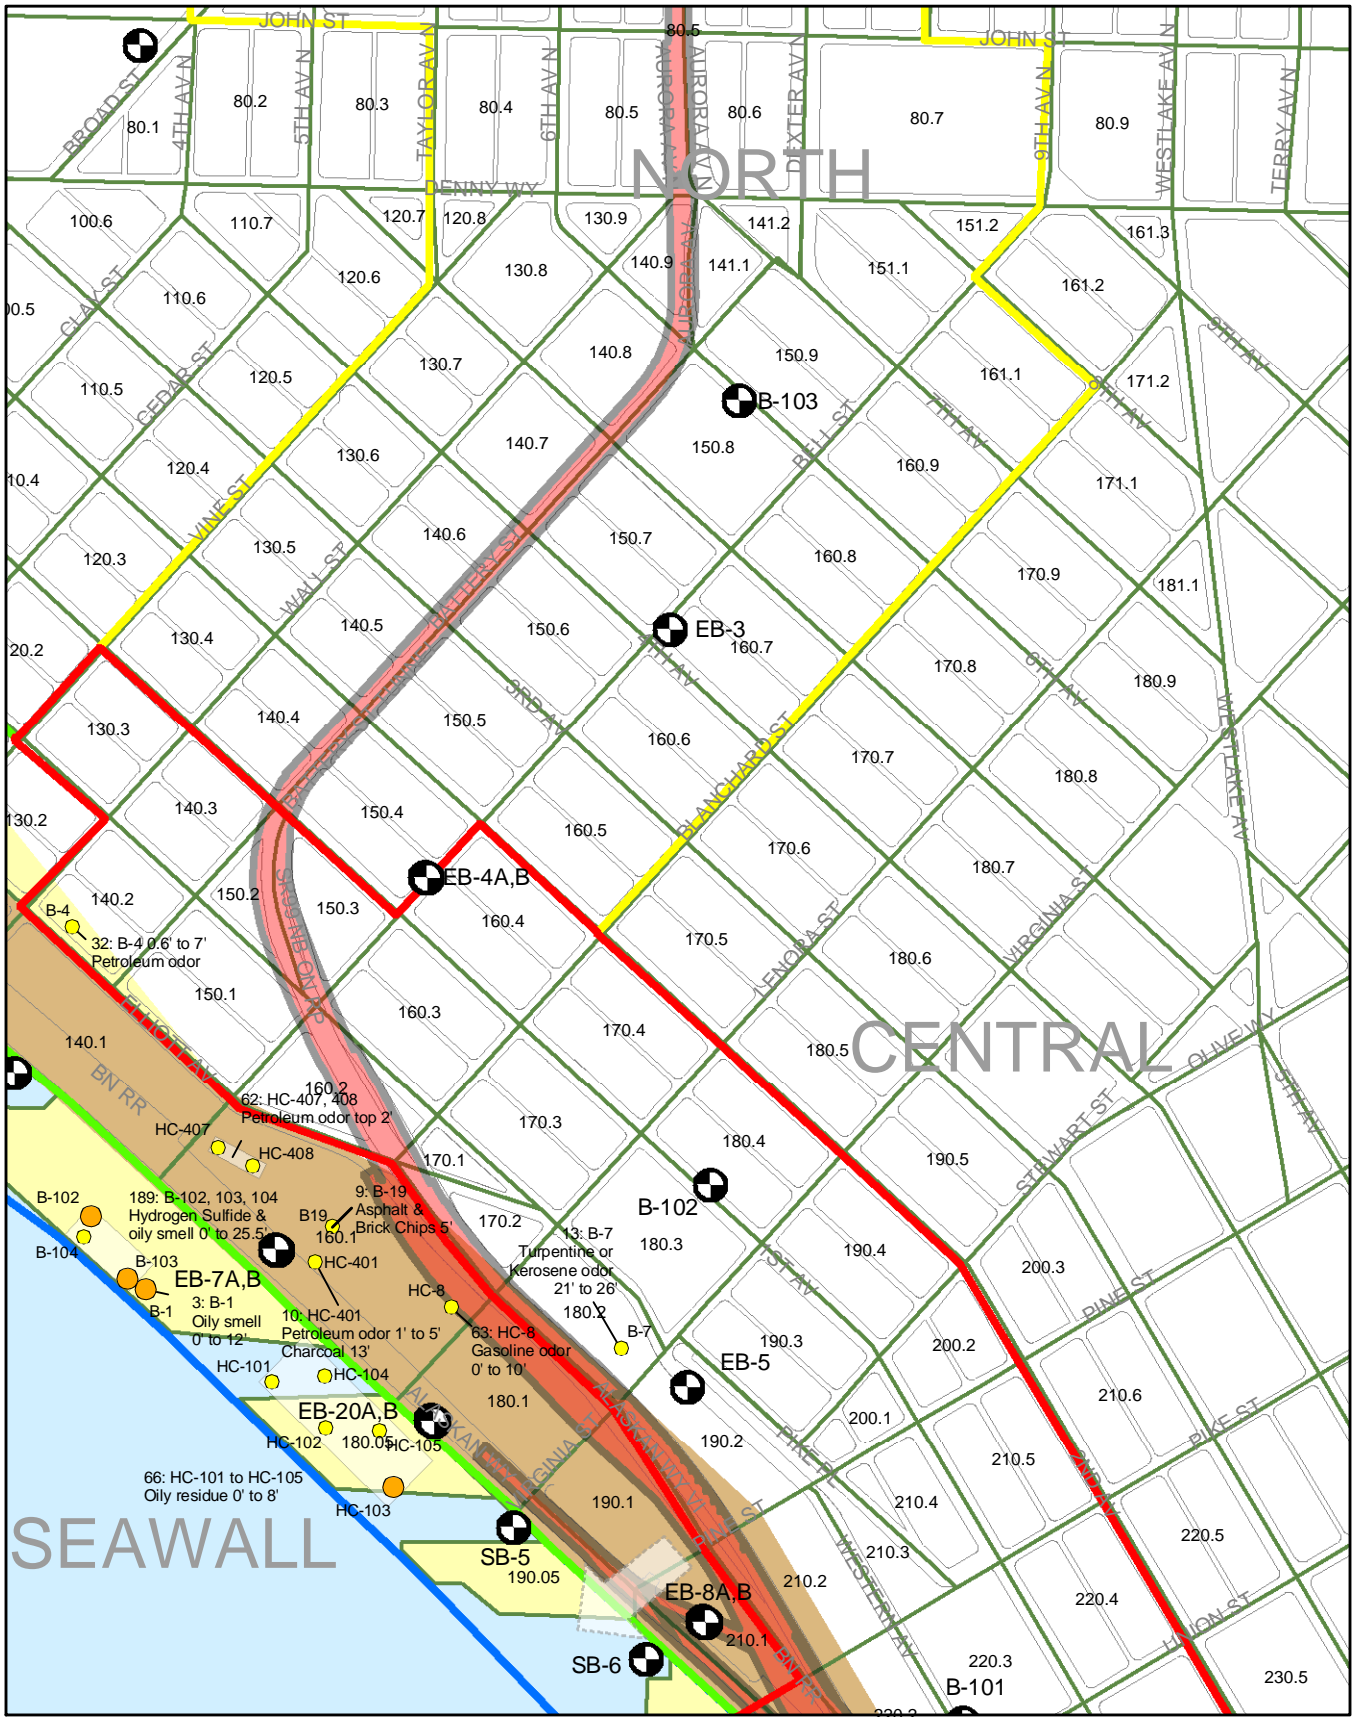 JOHN ST
80.5
JOHN ST
BROAD ST
4TH AV N
5TH AV N
TAYLOR AV N
6TH AV N
AURORA AV N
AURORA AV N
DEXTER AV N
9TH AV N
WESTLAKE AV N
TERRY AV N
80.1
80.2
80.3
80.4
80.5
80.6
80.7
80.9
NORTH
DENNY WY
100.6
110.7
120.7
120.8
130.9
141.2
151.2
161.3
120.6
130.8
140.9
141.1
151.1
161.2
AURORA AV N
CLAY ST
110.6
00.5
9TH AV
CEDAR ST
110.5
120.5
130.7
140.8
150.9
161.1
171.2
8TH AV
B-103
7TH AV
BELL ST
120.4
130.6
140.7
150.8
160.9
171.1
10.4
VINE ST
120.3
130.5
140.6
150.7
160.8
170.9
181.1
WALL ST
BATTERY ST
20.2
130.4
140.5
150.6
EB-3
160.7
4TH AV
170.8
6TH AV
180.9
3RD AV
130.3
140.4
150.5
160.6
170.7
180.8
WESTLAKE AV
BLANCHARD ST
130.2
140.3
150.4
160.5
170.6
180.7
EB-4A,B
140.2
150.2
150.3
160.4
170.5
180.6
VIRGINIA ST
LENORA ST
B-4
32: B-4 0.6' to 7'
Petroleum odor
SR99 NB ON RP
150.1
160.3
170.4
180.5
CENTRAL
OLIVE WY
5TH AV
ELLIOTT AV
140.1
BN RR
160.2
62: HC-407, 408
Petroleum odor top 2'
HC-407
HC-408
170.3
180.4
190.5
STEWART ST
170.1
B-102
189: B-102, 103, 104
Hydrogen Sulfide &
oily smell 0' to 25.5'
B-104
9: B-19
Asphalt &
Brick Chips 5'
B19
160.1
HC-401
170.2
B-102
180.3
190.4
1ST AV
200.3
PINE ST
13: B-7
Turpentine or
Kerosene odor
21' to 26'
180.2
B-7
B-103
EB-7A,B
B-1
3: B-1
Oily smell
0' to 12'
10: HC-401
Petroleum odor 1' to 5'
Charcoal 13'
HC-8
63: HC-8
Gasoline odor
0' to 10'
190.3
200.2
EB-5
HC-101
HC-104
180.1
210.6
PIKE ST
200.1
EB-20A,B
HC-102
180.05
HC-105
VIRGINIA ST
ALASKAN WY VI
190.2
PIKE PL
210.5
2ND AV
66: HC-101 to HC-105
Oily residue 0' to 8'
HC-103
190.1
210.4
SEAWALL
SB-5
190.05
PINE ST
210.3
220.5
WESTERN AV
EB-8A,B
210.2
220.4
UNION ST
210.1
SB-6
BN RR
220.3
B-101
230.5